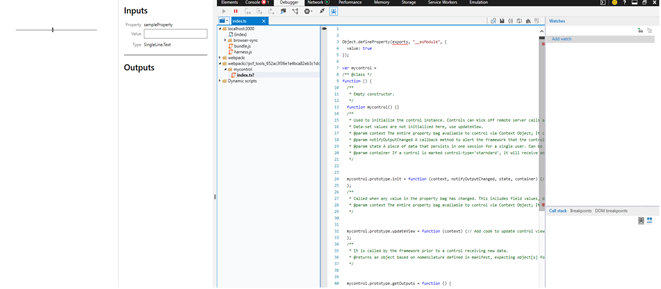 Inputs
Property sampleProperty
Value
Type SingleLine.Text
Outputs
Elements Console Debugger Network Performance Memory Storage Service Workers Emulation
index.ts
localhost:3000
(index)
browser-sync
bundle.js
harness.js
webpack:
mycontrol
index.ts?
Dynamic scripts
1
2
3 Object.defineProperty(exports, "__esModule", {
4 value: true
5 });
6
7 var mycontrol =
8 /** @class */
9 function () {
10 /**
11 * Empty constructor.
12 */
13 function mycontrol() {}
14 /**
15 * Used to initialize the control instance. Controls can kick off remote server calls a
16 * Data-set values are not initialized here, use updateView.
17 * @param context The entire property bag available to control via Context Object; It c
18 * @param notifyOutputChanged A callback method to alert the framework that the control
19 * @param state A piece of data that persists in one session for a single user. Can be
20 * @param container If a control is marked control-type='starndard', it will receive an
21 */
22
23
24 mycontrol.prototype.init = function (context, notifyOutputChanged, state, container) {
25 };
26 /**
27 * Called when any value in the property bag has changed. This includes field values,
28 * @param context The entire property bag available to control via Context Object; It
29 */
30
31
32 mycontrol.prototype.updateView = function (context) {// Add code to update control view
33 };
34 /**
35 * It is called by the framework prior to a control receiving new data.
36 * @returns an object based on nomenclature defined in manifest, expecting object[s] fo
37 */
38
39
40 mycontrol.prototype.getOutputs = function () {
Watches
Add watch
Call stack Breakpoints DOM breakpoints